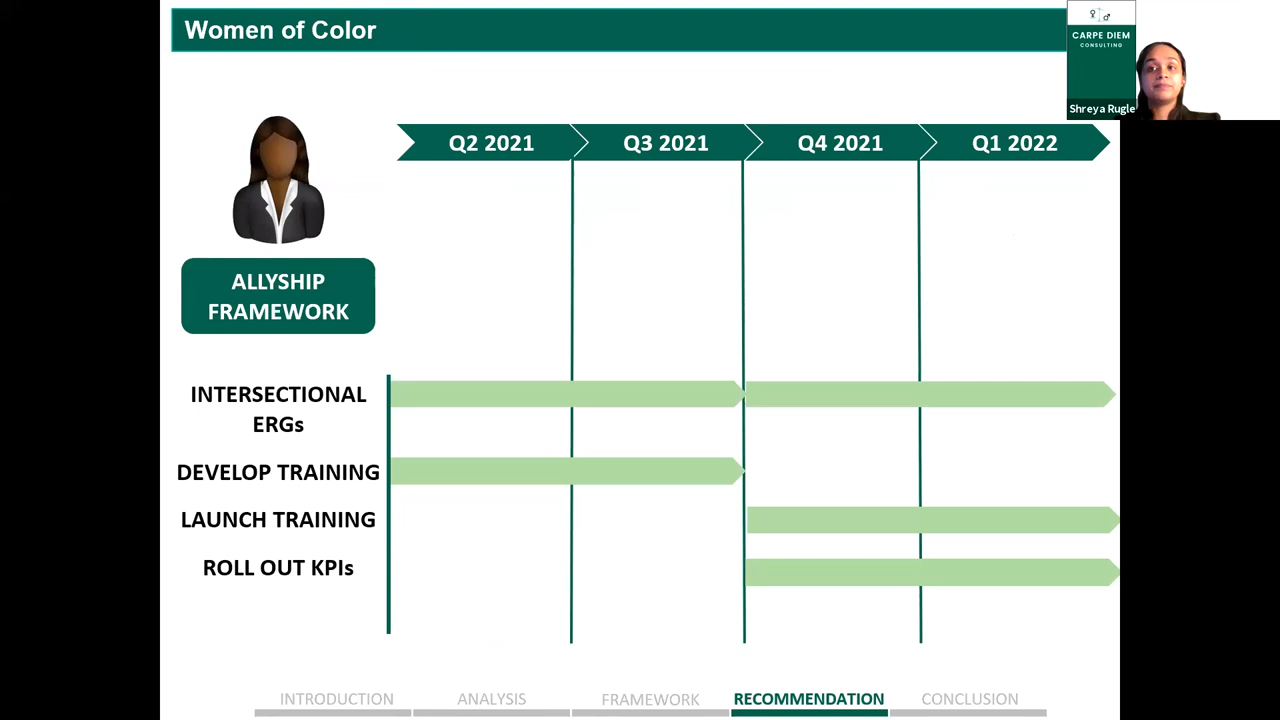 Women of Color
CARPE DIEM
CONSULTING
Shreya Rugle
Q2 2021
Q3 2021
Q4 2021
Q1 2022
ALLYSHIP
FRAMEWORK
INTERSECTIONAL
ERGs
DEVELOP TRAINING
LAUNCH TRAINING
ROLL OUT KPIs
INTRODUCTION
ANALYSIS
FRAMEWORK
RECOMMENDATION
CONCLUSION